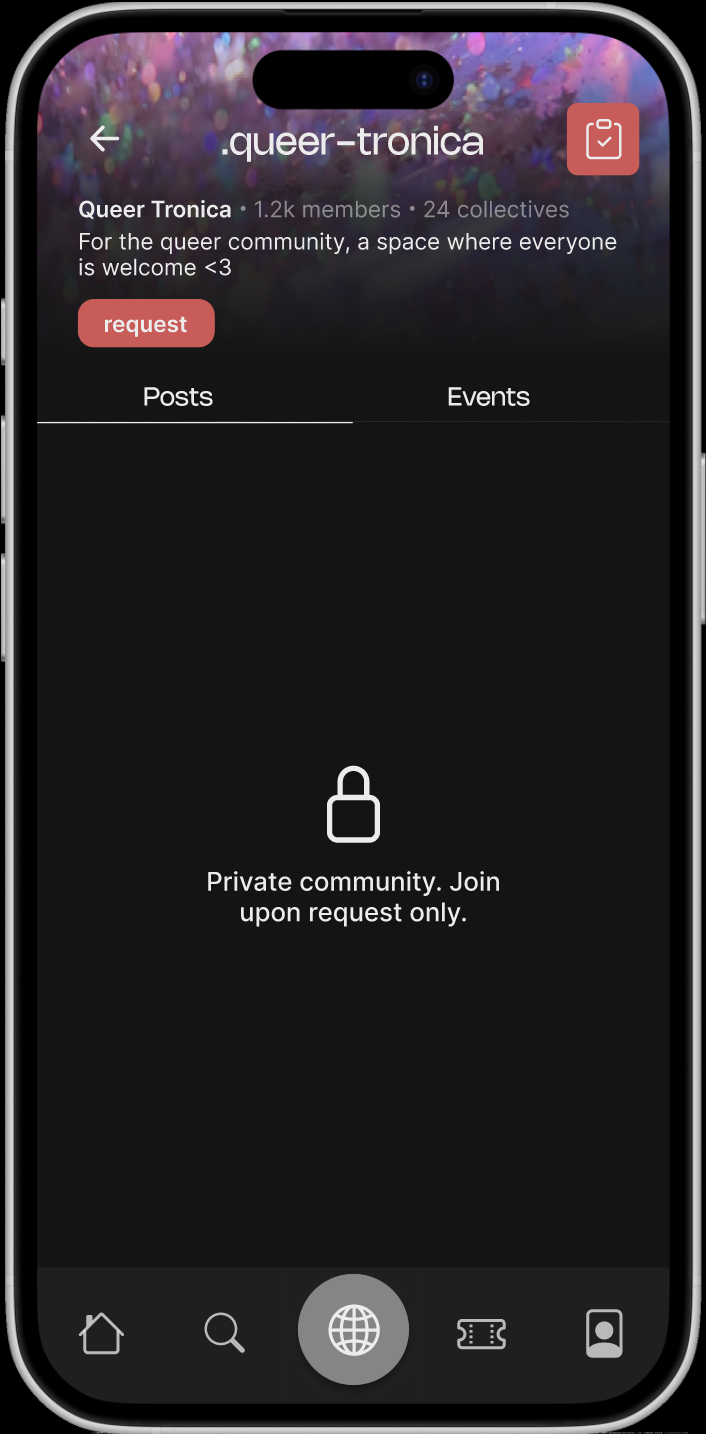 .queer-tronica
Queer Tronica • 1.2k members • 24 collectives
For the queer community, a space where everyone
is welcome <3
request
Posts
Events
Private community. Join
upon request only.